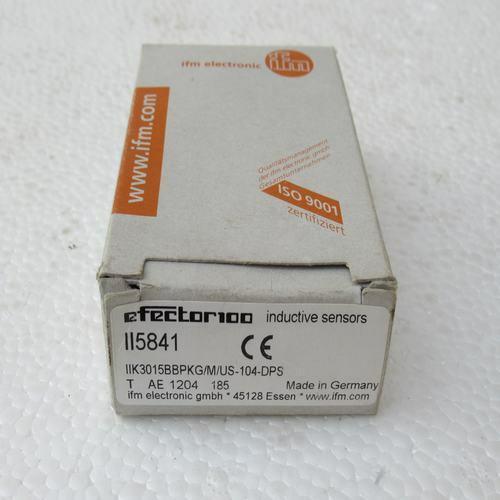 ifm electronic
ifm
www.ifm.com
Qualitätsmanagement
der ifm electronic gmbh
Gesamtunternehmen
ISO 9001
zertifiziert
efector100 inductive sensors
II5841 CE
IIK3015BBPKG/M/US-104-DPS
T AE 1204 185 Made in Germany
ifm electronic gmbh * 45128 Essen * www.ifm.com